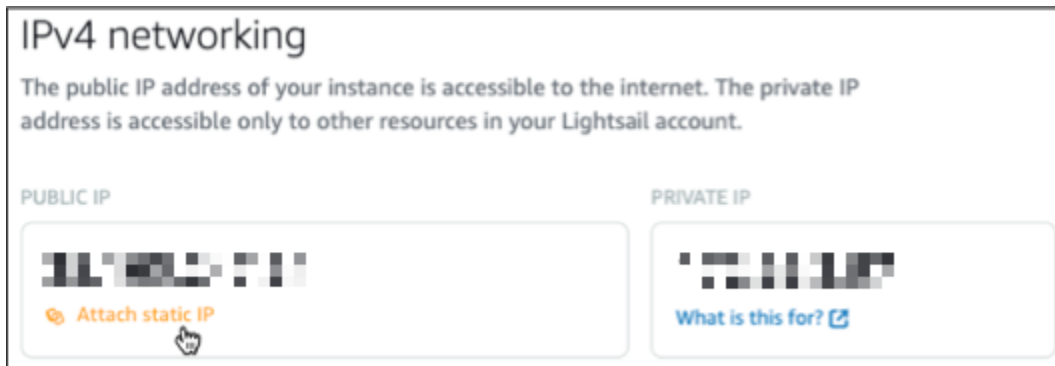 IPv4 networking
The public IP address of your instance is accessible to the internet. The private IP
address is accessible only to other resources in your Lightsail account.
PUBLIC IP
PRIVATE IP
Attach static IP
What is this for?